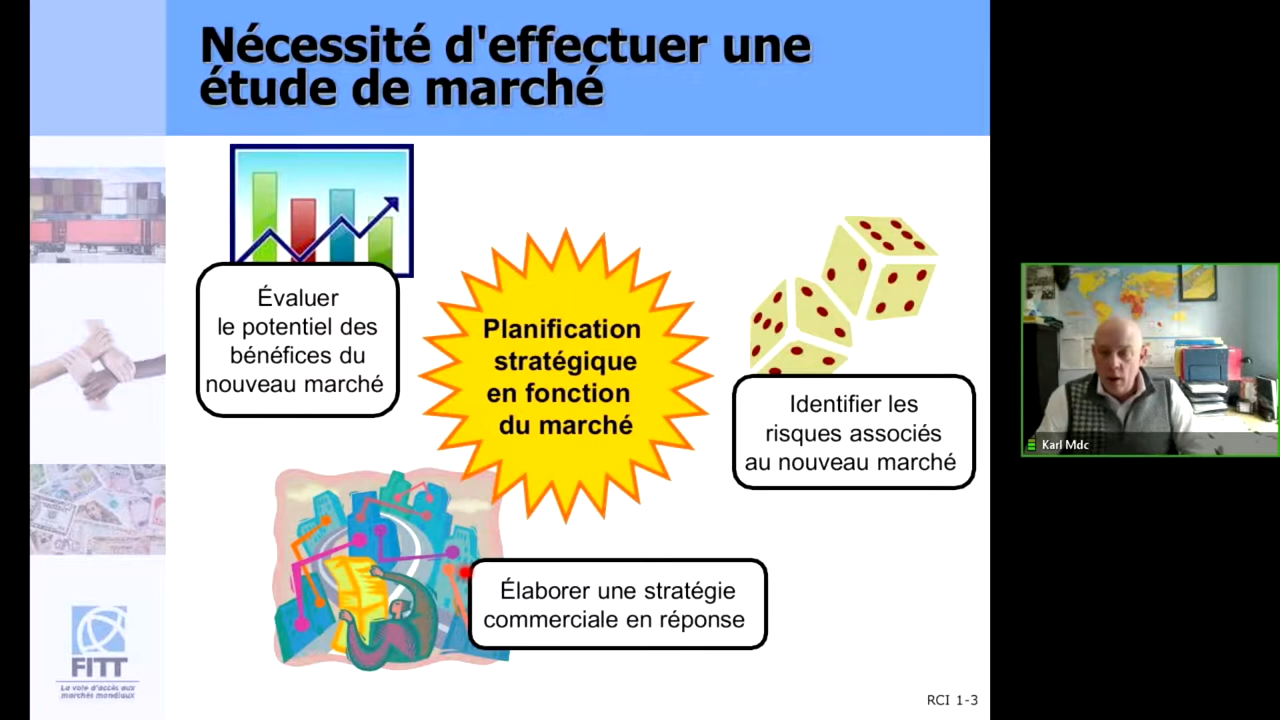 Nécessité d'effectuer une
étude de marché
Évaluer
le potentiel des
bénéfices du
nouveau marché
Planification
stratégique
en fonction
du marché
Identifier les
risques associés
au nouveau marché
Élaborer une stratégie
commerciale en réponse
Karl Mdc
FITT
La voie d'accès aux
marchés mondiaux
RCI 1-3